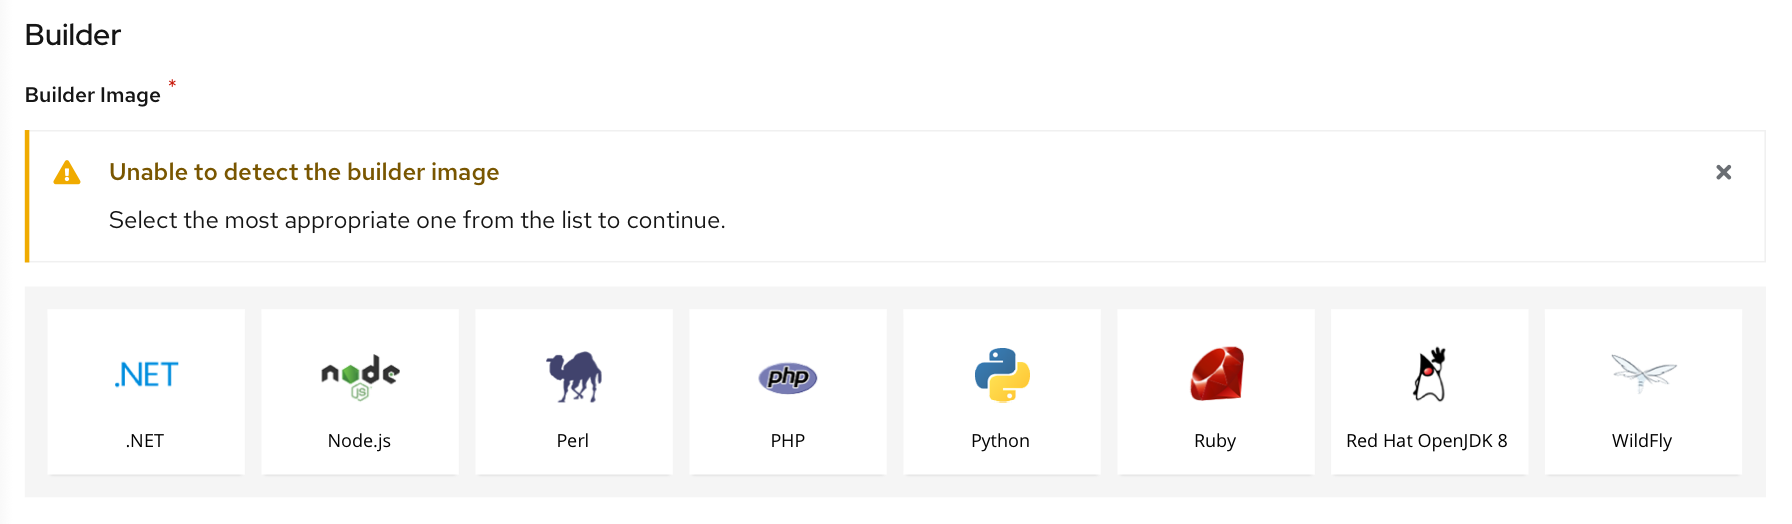 Builder
Builder Image *
Unable to detect the builder image
Select the most appropriate one from the list to continue.
.NET
node
JS
php
.NET
Node.js
Perl
PHP
Python
Ruby
Red Hat OpenJDK 8
WildFly